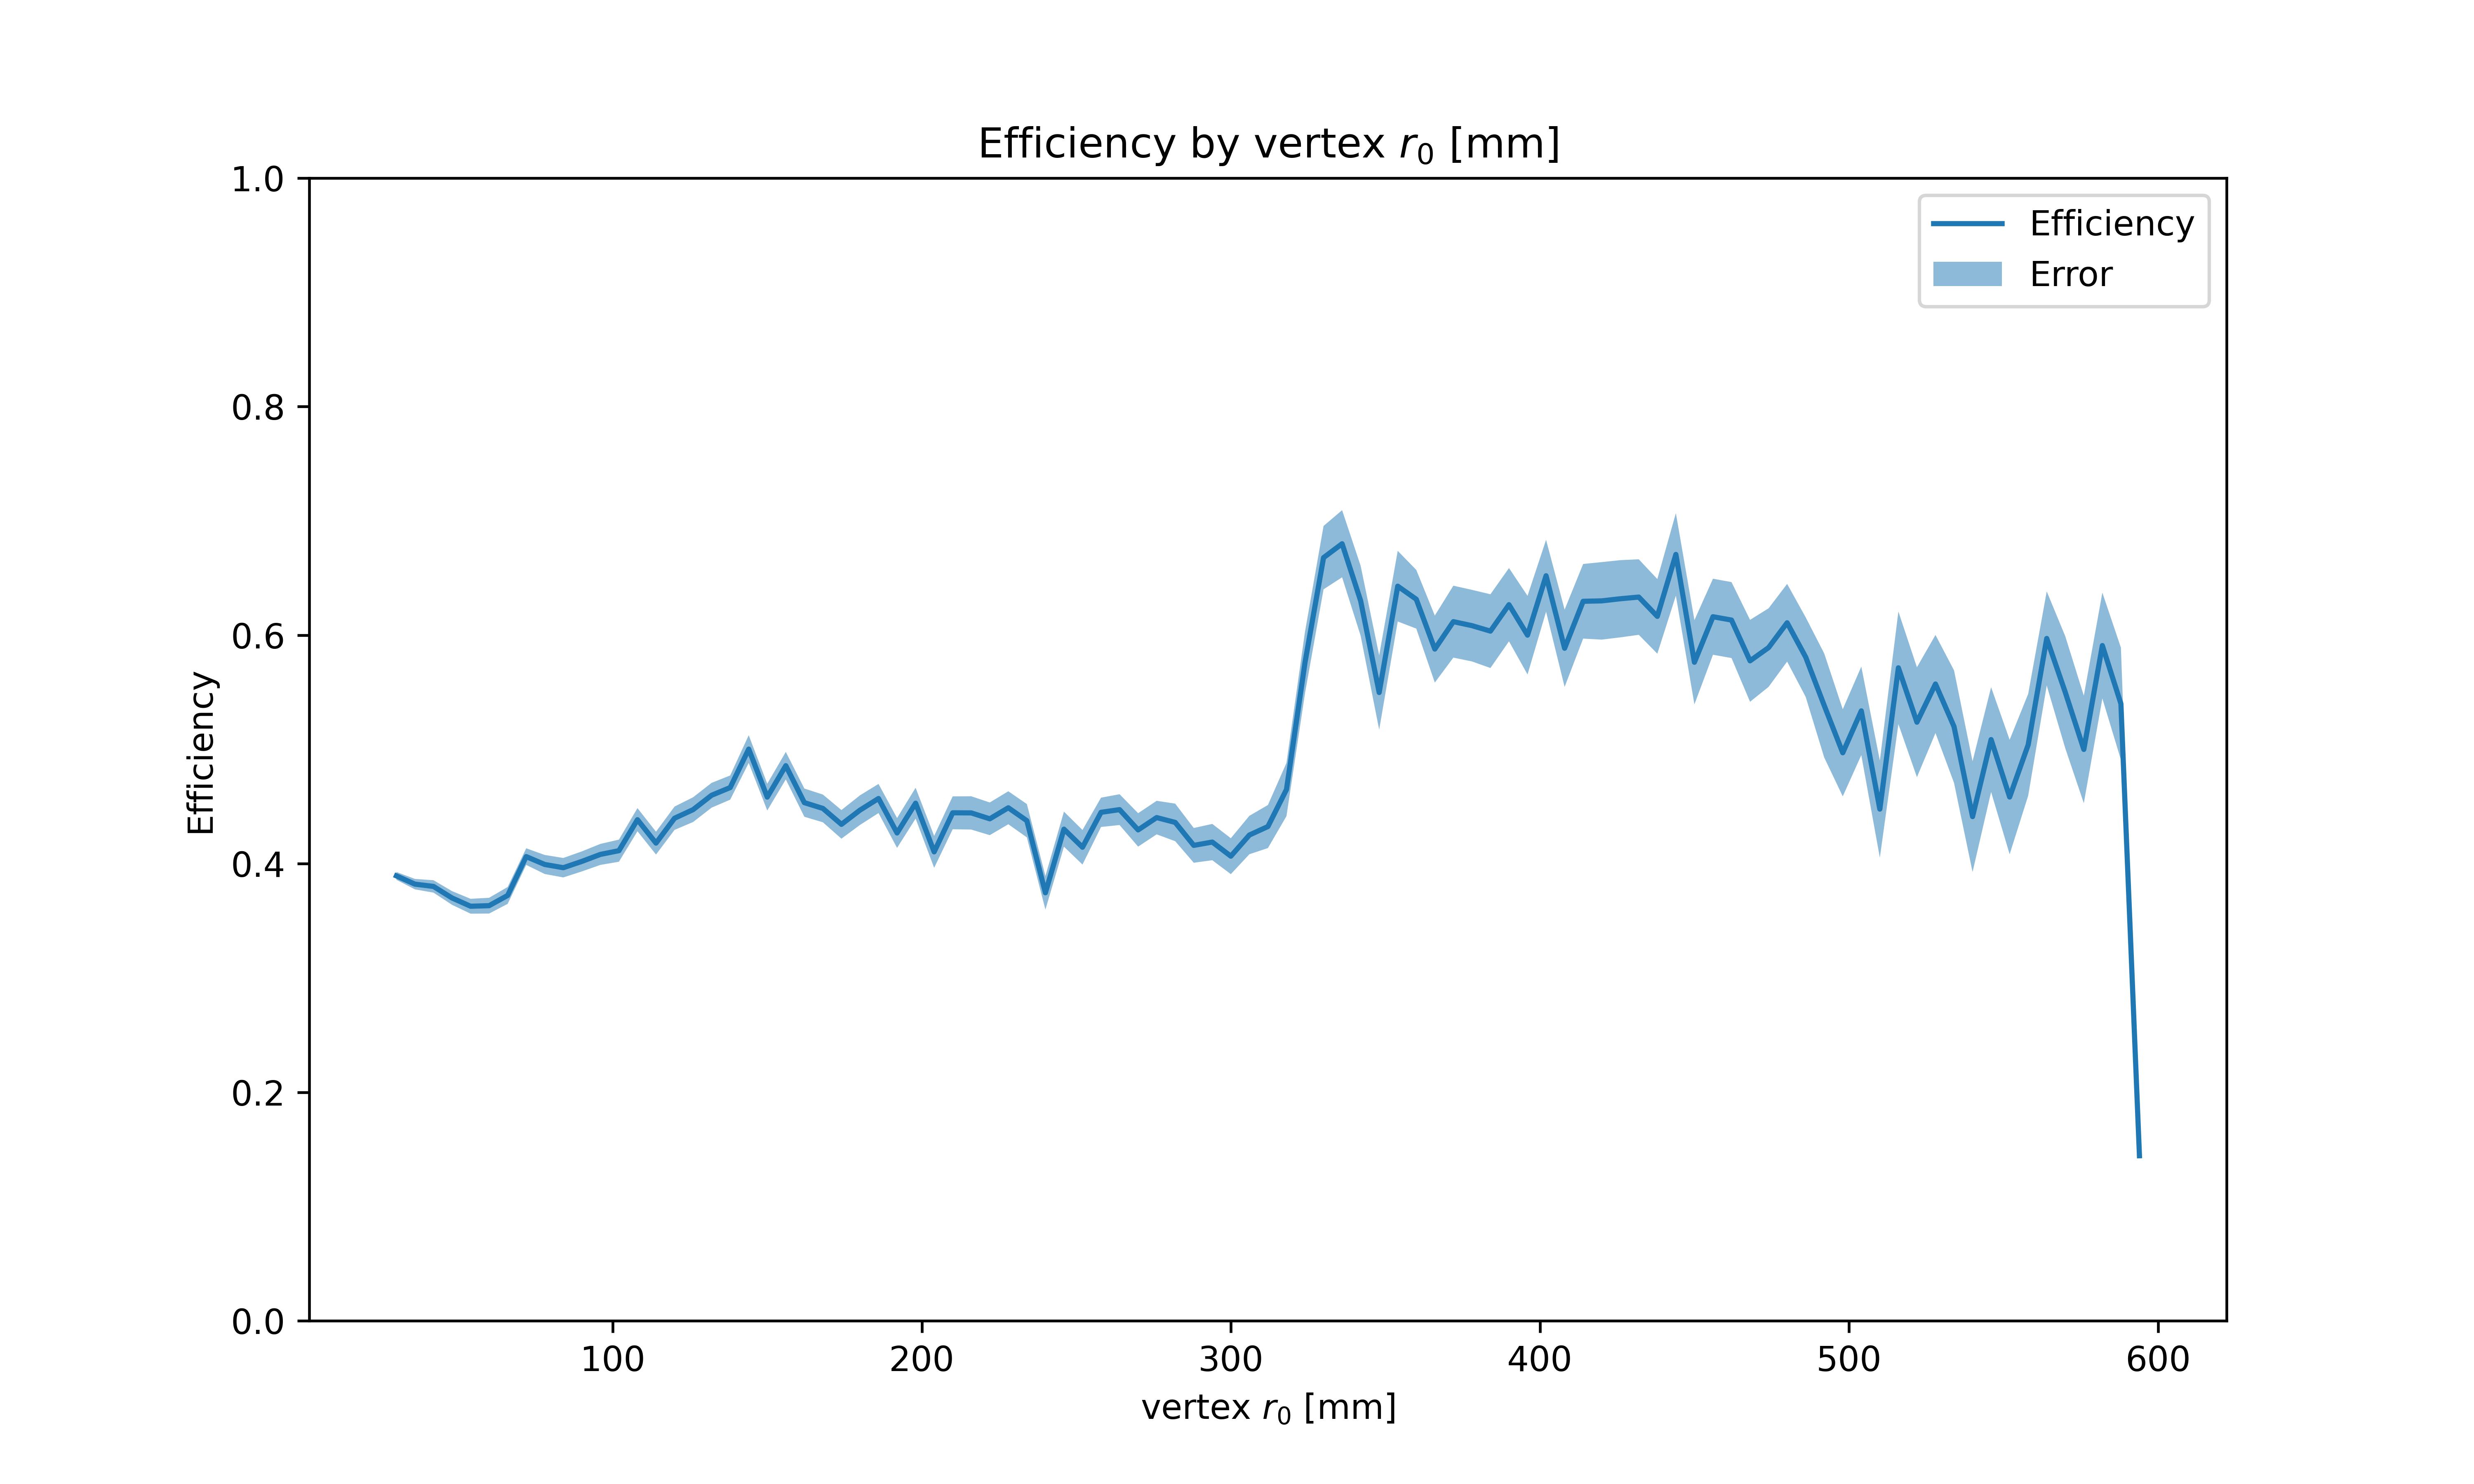 Efficiency by vertex r₀ [mm]
1.0
0.8
0.6
0.4
0.2
0.0
Efficiency
Efficiency
Error
100 200 300 400 500 600
vertex r₀ [mm]